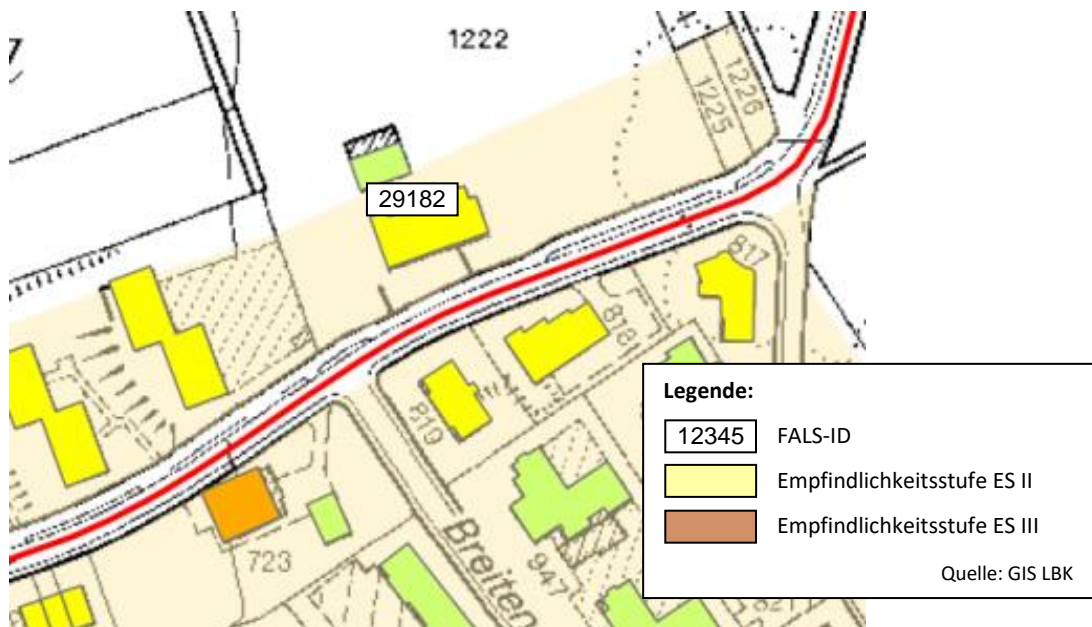 1222
1226
1225
29182
817
818
819
723
Breiten
947
821
Legende:
12345 FALS-ID
Empfindlichkeitsstufe ES II
Empfindlichkeitsstufe ES III
Quelle: GIS LBK